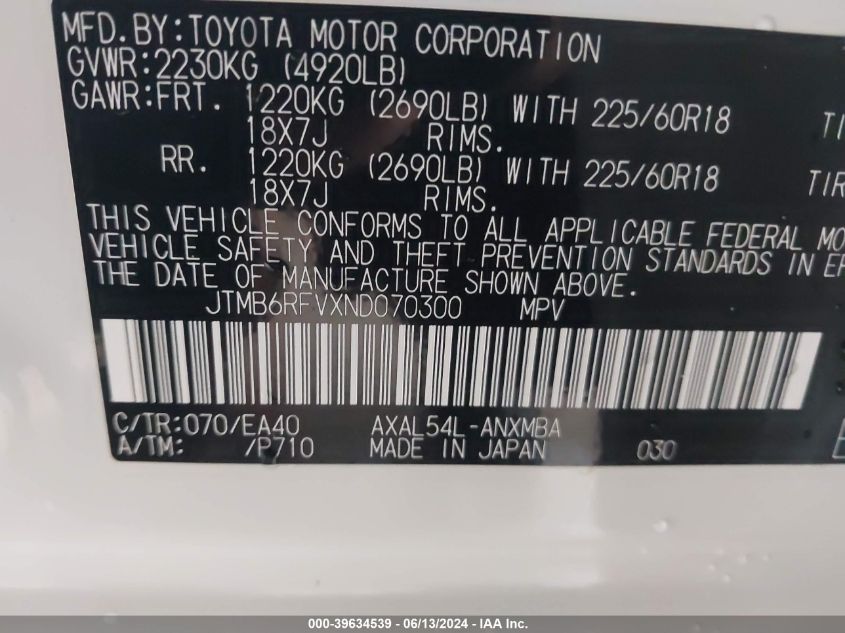 MFD.BY:TOYOTA MOTOR CORPORATION
GVWR:2230KG (4920LB)
GAWR:FRT. 1220KG (2690LB) WITH 225/60R18
18X7J RIMS.
RR. 1220KG (2690LB) WITH 225/60R18
18X7J RIMS.
THIS VEHICLE CONFORMS TO ALL APPLICABLE FEDERAL
VEHICLE SAFETY AND THEFT PREVENTION STANDARDS IN
THE DATE OF MANUFACTURE SHOWN ABOVE.
JTMB6RFVXND070300 MPV
C/TR:070/EA40 AXAL54L-ANXMBA
A/TM: /P710 MADE IN JAPAN 030
000-39634539 - 06/13/2024 - IAA Inc.